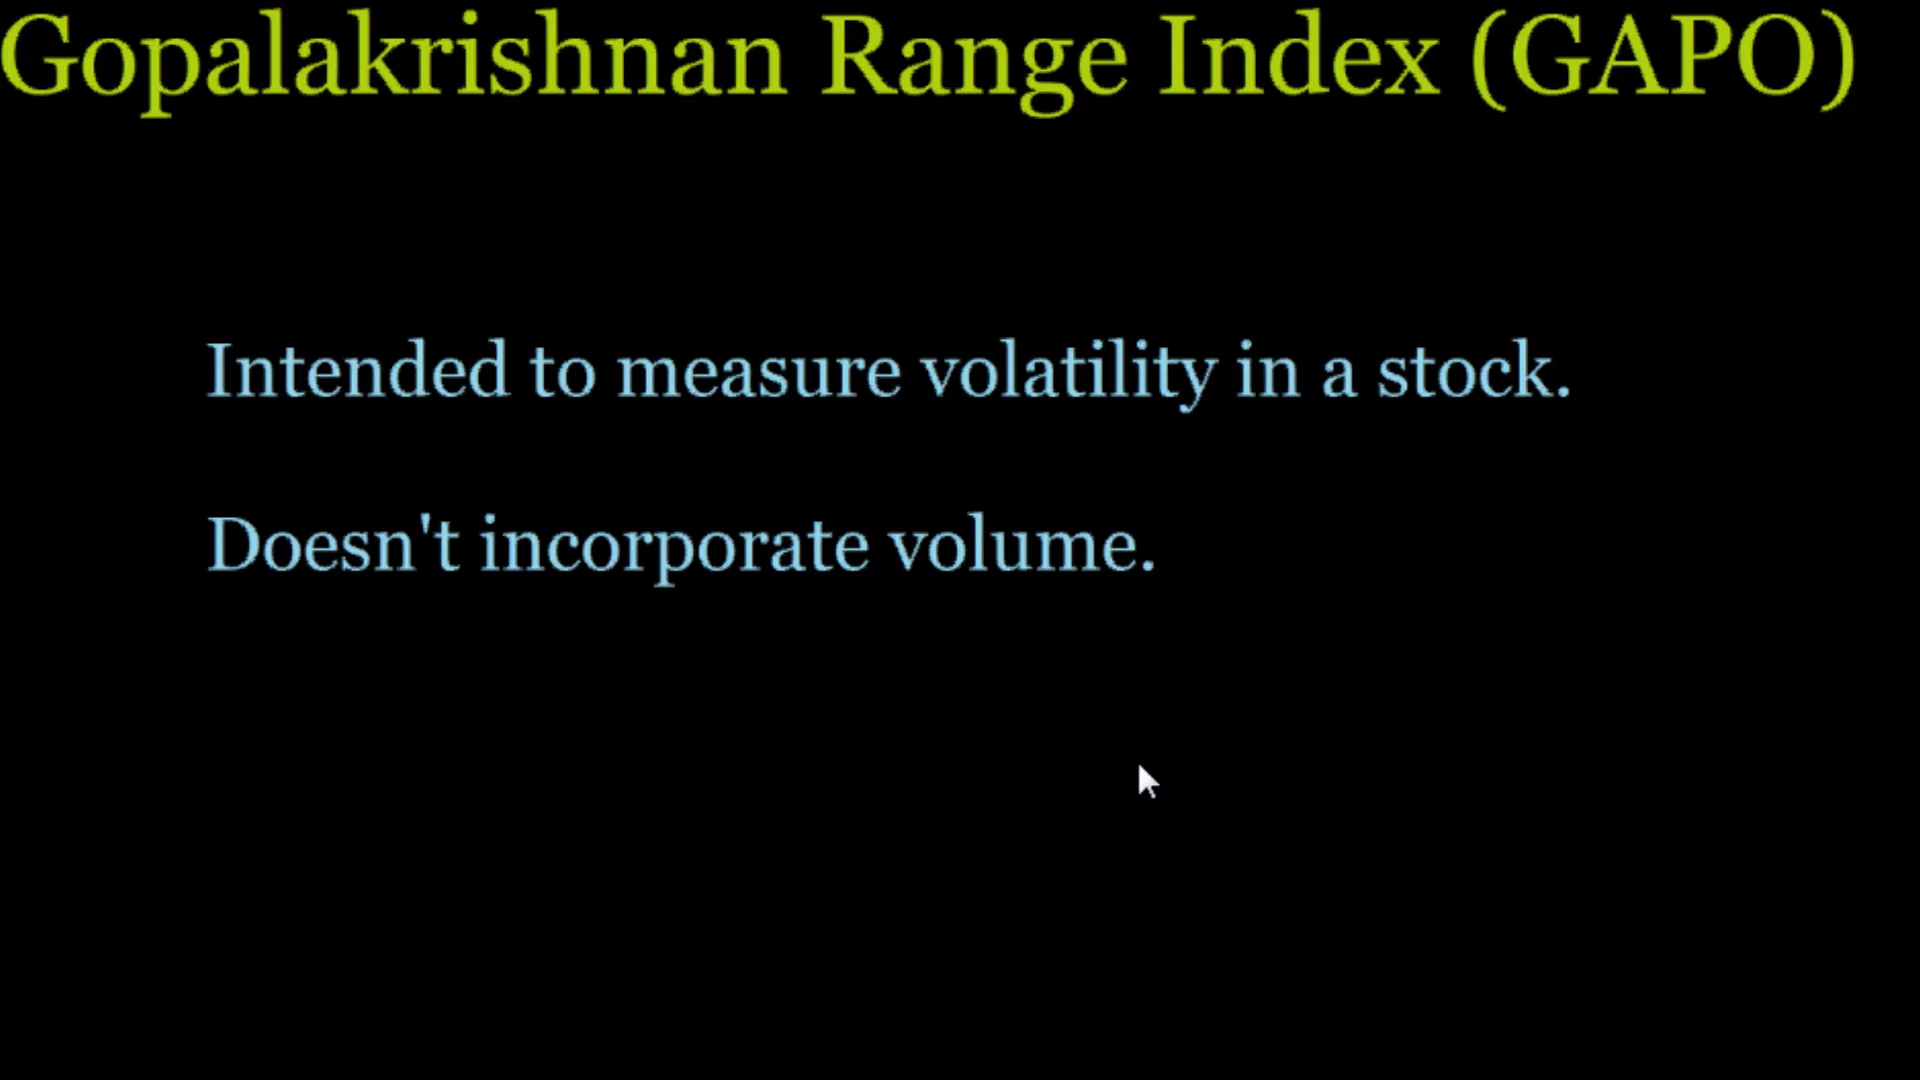 Gopalakrishnan Range Index (GAPO)
Intended to measure volatility in a stock.
Doesn't incorporate volume.